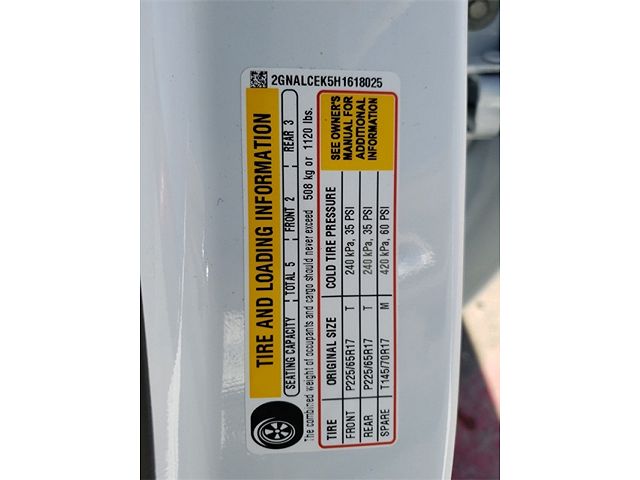 2GNALCEK5H1618025
TIRE AND LOADING INFORMATION
SEATING CAPACITY TOTAL 5 FRONT 2 REAR 3
The combined weight of occupants and cargo should never exceed 508 kg or 1120 lbs.
TIRE ORIGINAL SIZE COLD TIRE PRESSURE
FRONT P225/65R17 T 240 kPa, 35 PSI
REAR P225/65R17 T 240 kPa, 35 PSI
SPARE T145/70R17 M 420 kPa, 60 PSI
SEE OWNER'S
MANUAL FOR
ADDITIONAL
INFORMATION